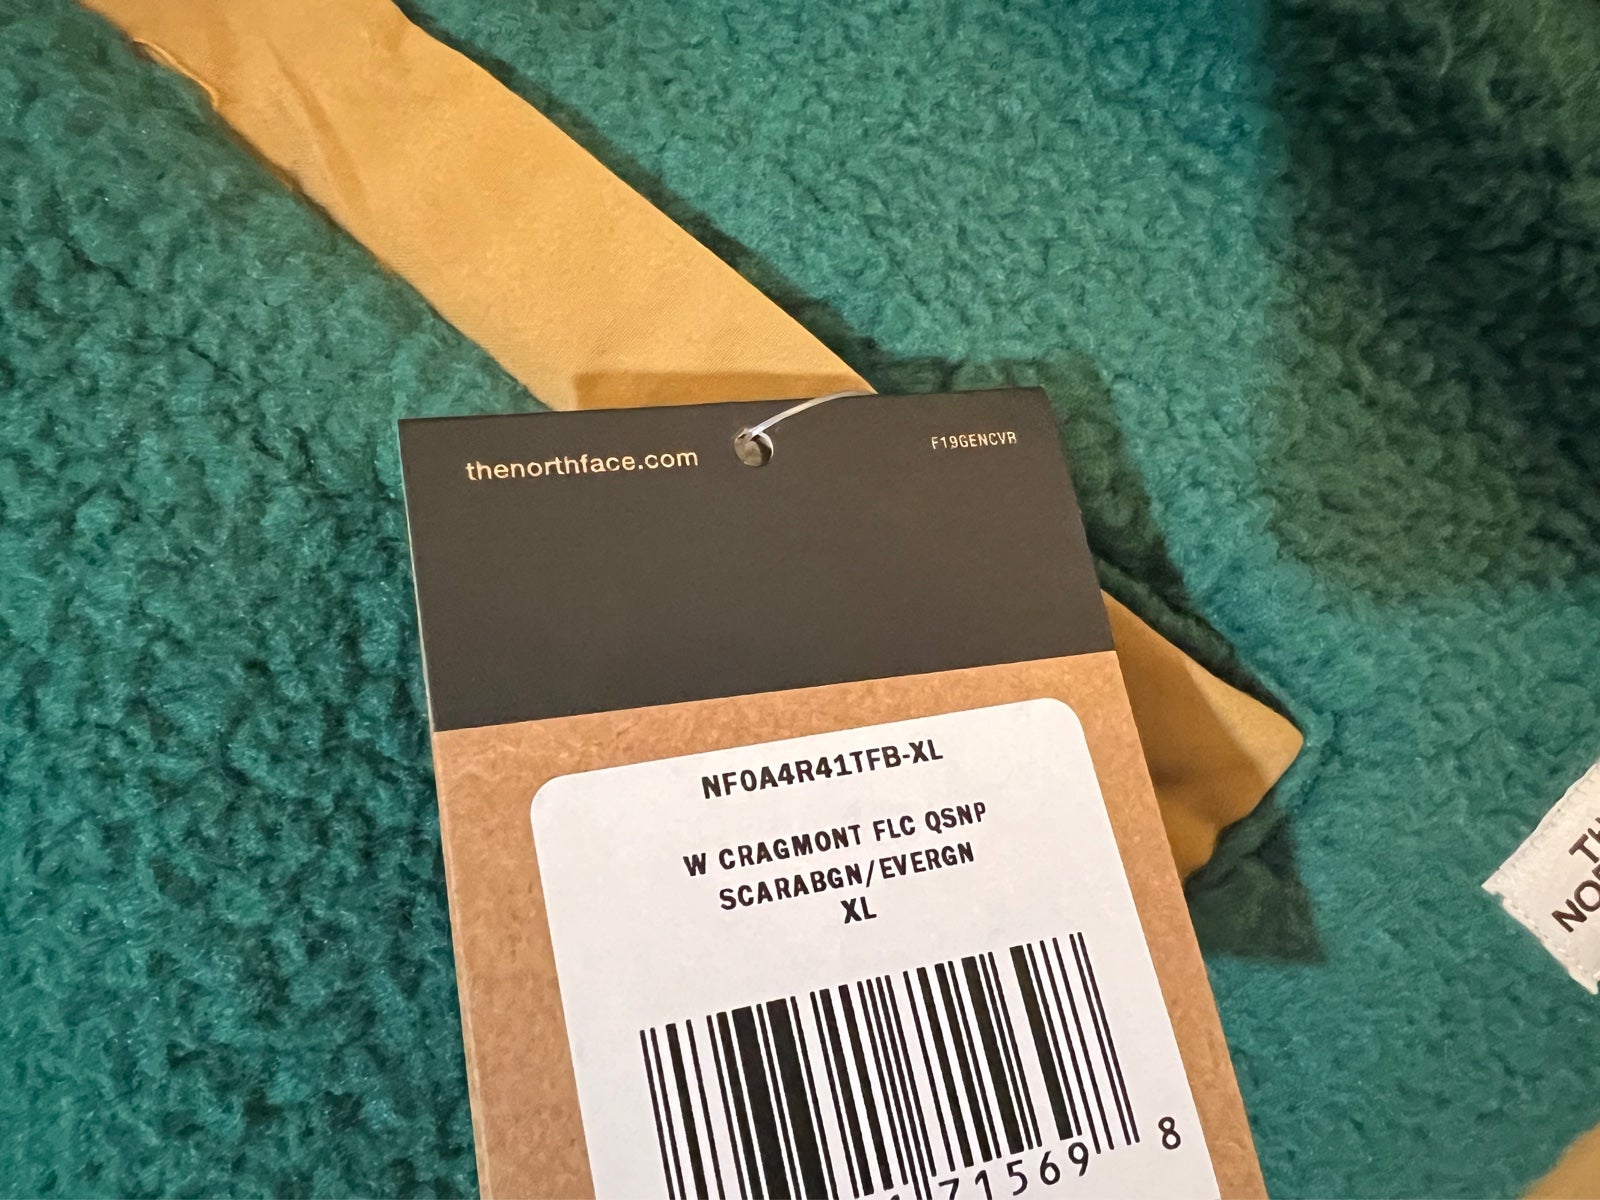 thenorthface.com
F19GENCVR
NF0A4R41TFB-XL
W CRAGMONT FLC QSNP
SCARABGN/EVERGN
XL
71569 8